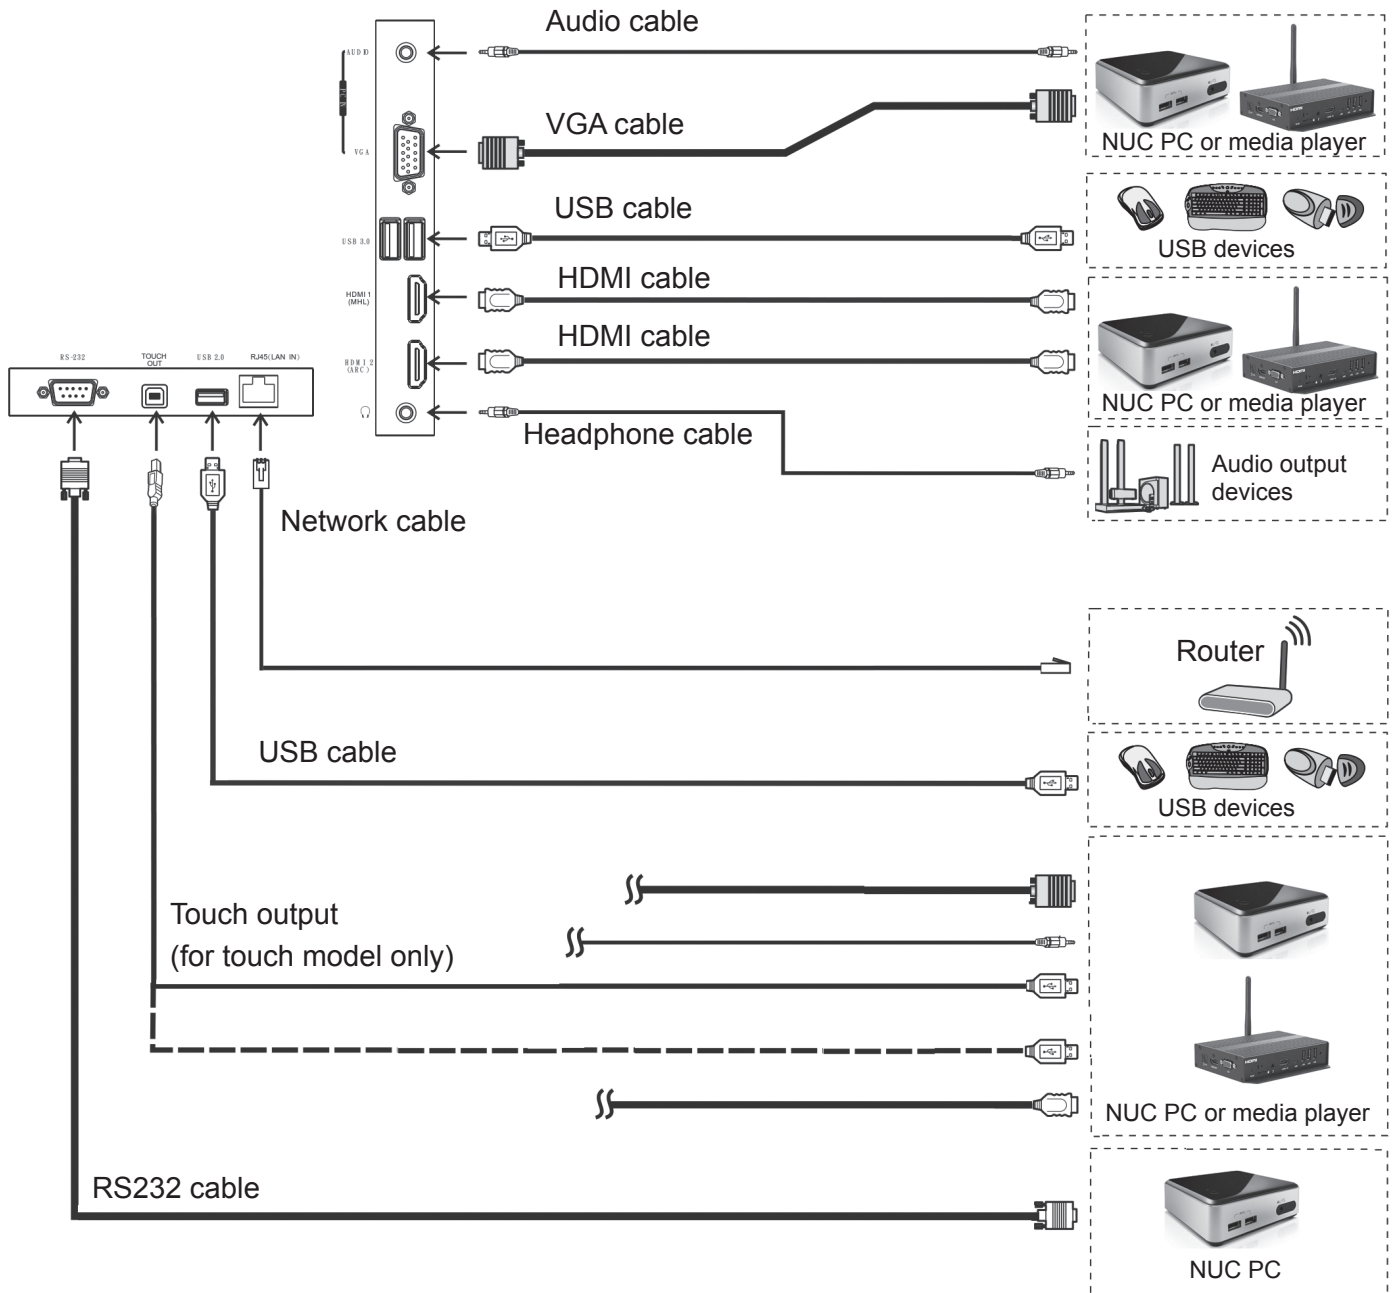 Audio cable
AUDIO
PC IN
VGA cable
VGA
NUC PC or media player
USB cable
USB 3.0
USB devices
HDMI cable
HDMI 1
(MHL)
HDMI cable
HDMI 2
(ARC)
NUC PC or media player
RS-232
TOUCH
OUT
USB 2.0
RJ45(LAN IN)
Headphone cable
Audio output
devices
Network cable
Router
USB cable
USB devices
Touch output
(for touch model only)
NUC PC or media player
RS232 cable
NUC PC